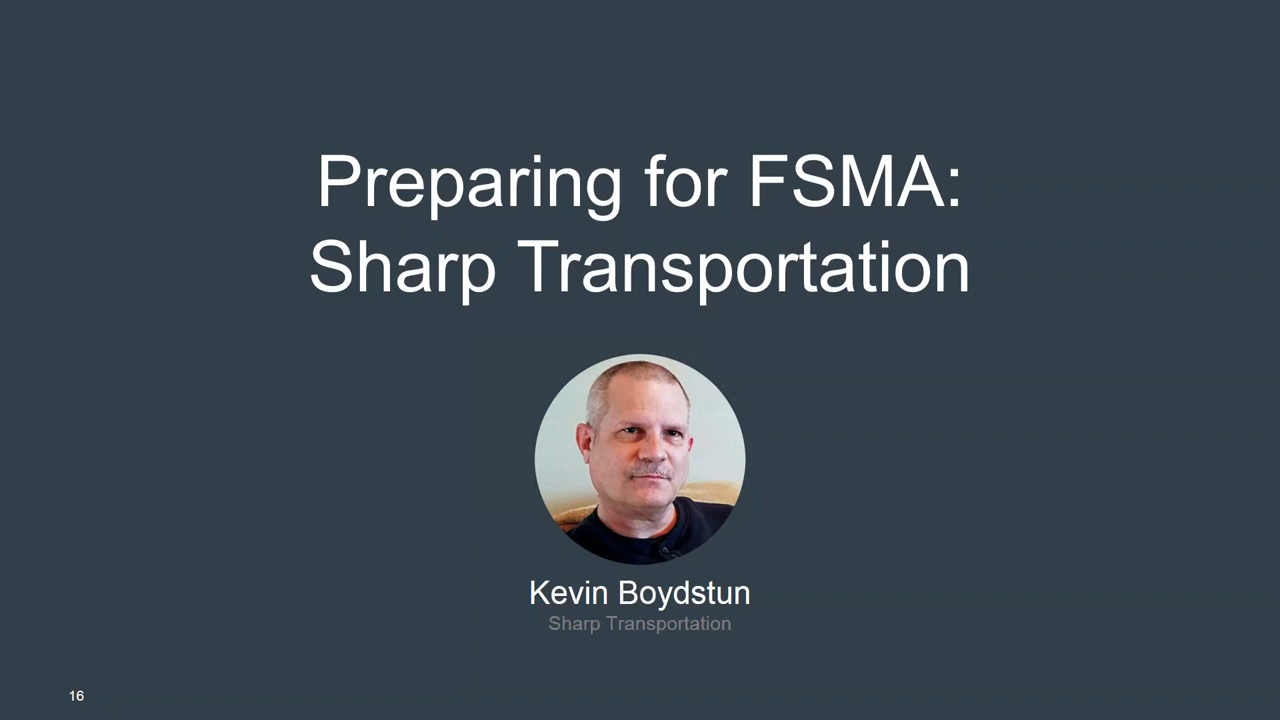 Preparing for FSMA:
Sharp Transportation
Kevin Boydstun
Sharp Transportation
16